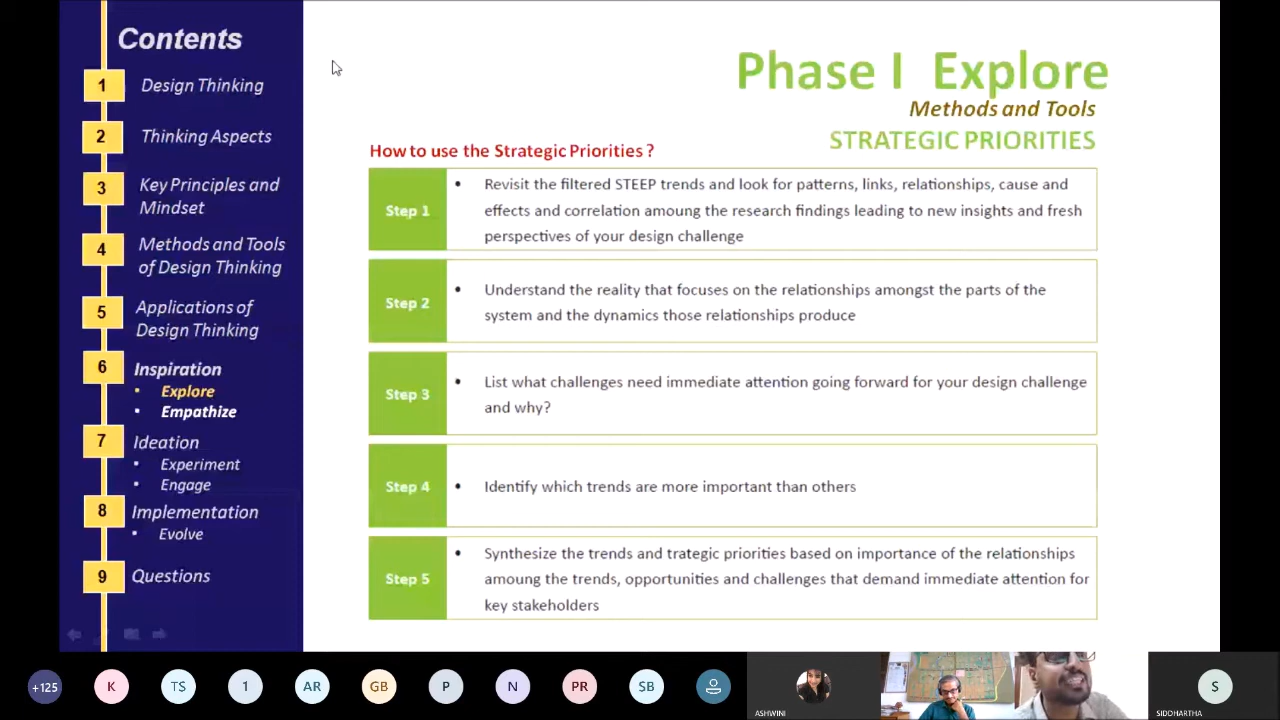 Contents
1 Design Thinking
2 Thinking Aspects
3 Key Principles and
Mindset
4 Methods and Tools
of Design Thinking
5 Applications of
Design Thinking
6 Inspiration
• Explore
• Empathize
7 Ideation
• Experiment
• Engage
8 Implementation
• Evolve
9 Questions
Phase I Explore
Methods and Tools
STRATEGIC PRIORITIES
How to use the Strategic Priorities ?
Step 1
• Revisit the filtered STEEP trends and look for patterns, links, relationships, cause and
effects and correlation amoung the research findings leading to new insights and fresh
perspectives of your design challenge
Step 2
• Understand the reality that focuses on the relationships amongst the parts of the
system and the dynamics those relationships produce
Step 3
• List what challenges need immediate attention going forward for your design challenge
and why?
Step 4
• Identify which trends are more important than others
Step 5
• Synthesize the trends and trategic priorities based on importance of the relationships
amoung the trends, opportunities and challenges that demand immediate attention for
key stakeholders
+125 K TS 1 AR GB P N PR SB S
ASHWINI
SIDDHARTHA